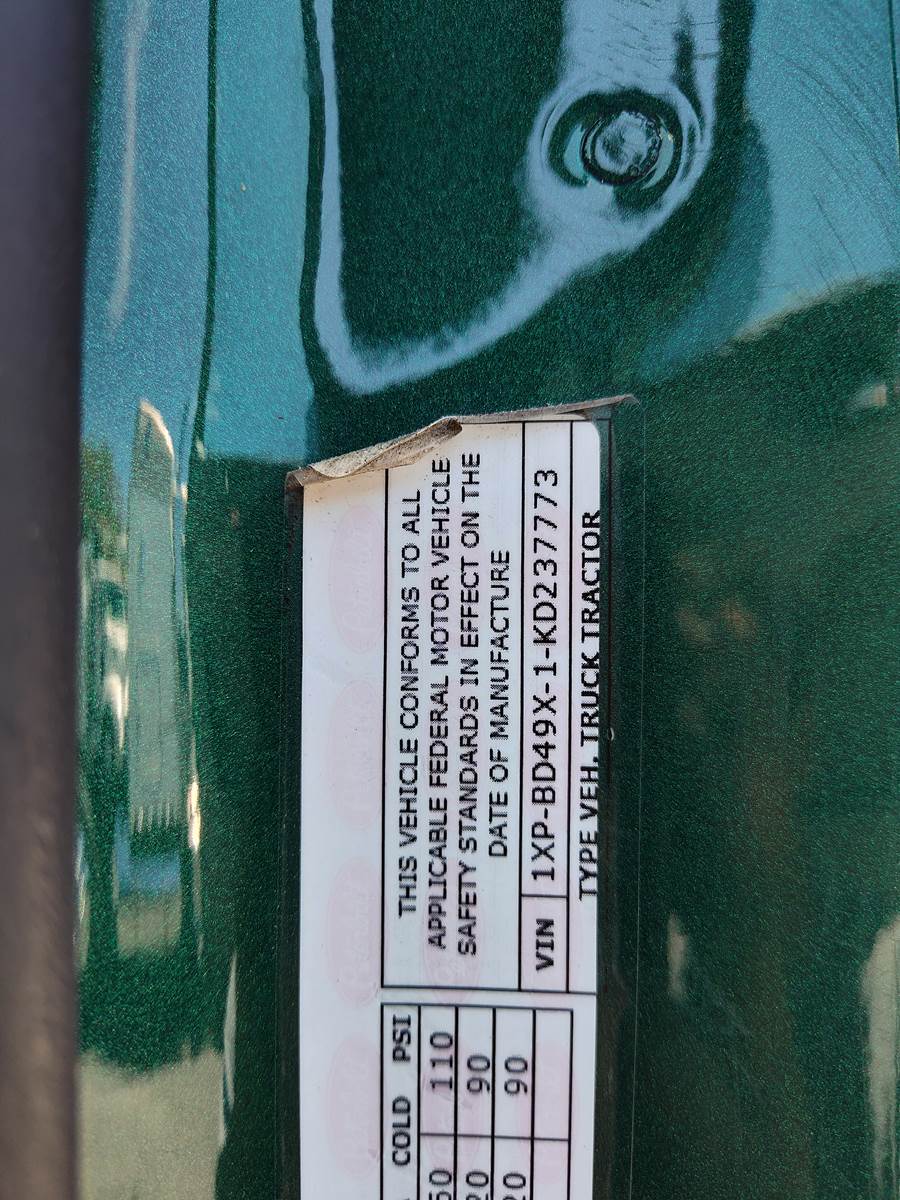 THIS VEHICLE CONFORMS TO ALL
APPLICABLE FEDERAL MOTOR VEHICLE
SAFETY STANDARDS IN EFFECT ON THE
DATE OF MANUFACTURE
VIN 1XP-BD49X-1-KD237773
TYPE VEH. TRUCK TRACTOR
COLD PSI
110
90
90